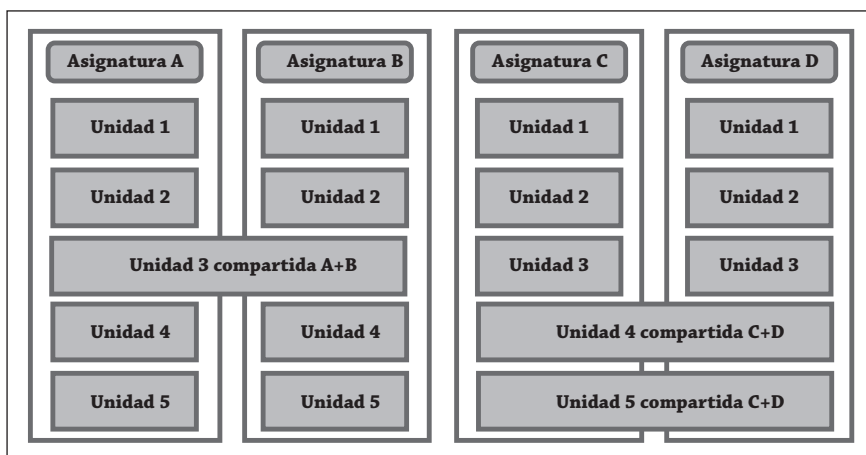 Asignatura A
Asignatura B
Asignatura C
Asignatura D
Unidad 1
Unidad 1
Unidad 1
Unidad 1
Unidad 2
Unidad 2
Unidad 2
Unidad 2
Unidad 3 compartida A+B
Unidad 3
Unidad 3
Unidad 4
Unidad 4
Unidad 4 compartida C+D
Unidad 5
Unidad 5
Unidad 5 compartida C+D